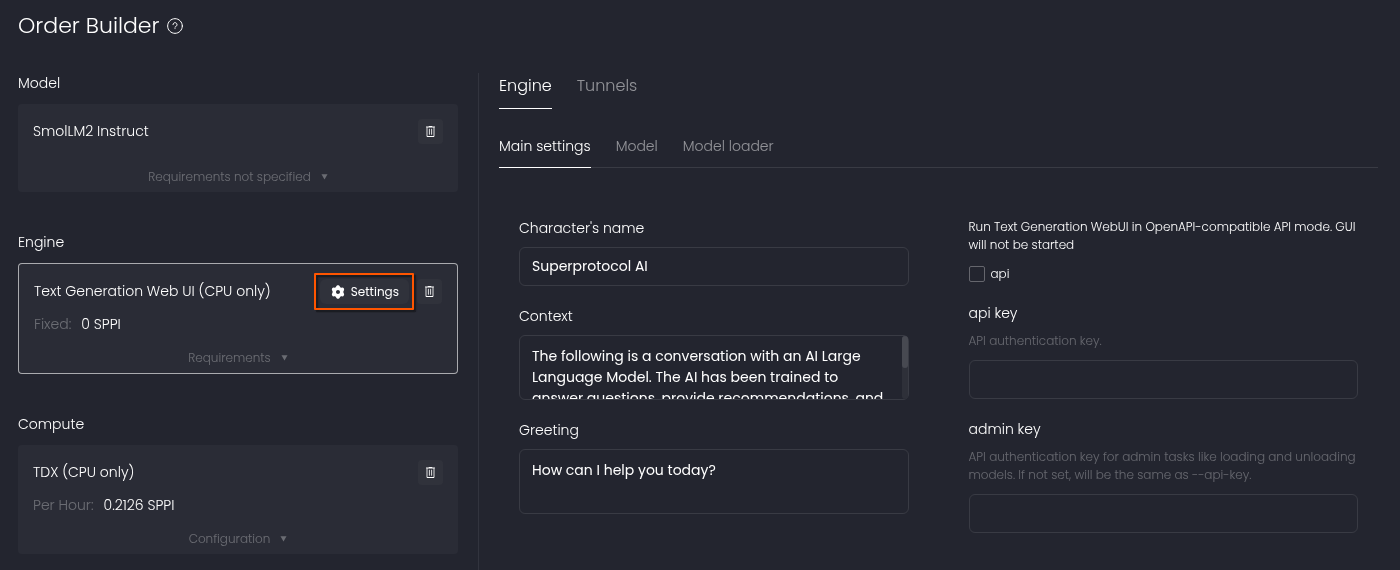 Order Builder ?
Model
SmolLM2 Instruct
Requirements not specified
Engine
Text Generation Web UI (CPU only)
Settings
Fixed: 0 SPPI
Requirements
Compute
TDX (CPU only)
Per Hour: 0.2126 SPPI
Configuration
Engine Tunnels
Main settings Model Model loader
Character's name
Superprotocol AI
Context
The following is a conversation with an AI Large
Language Model. The AI has been trained to
answer questions, provide recommendations, and
Greeting
How can I help you today?
Run Text Generation WebUI in OpenAPI-compatible API mode. GUI
will not be started
api
api key
API authentication key.
admin key
API authentication key for admin tasks like loading and unloading
models. If not set, will be the same as --api-key.